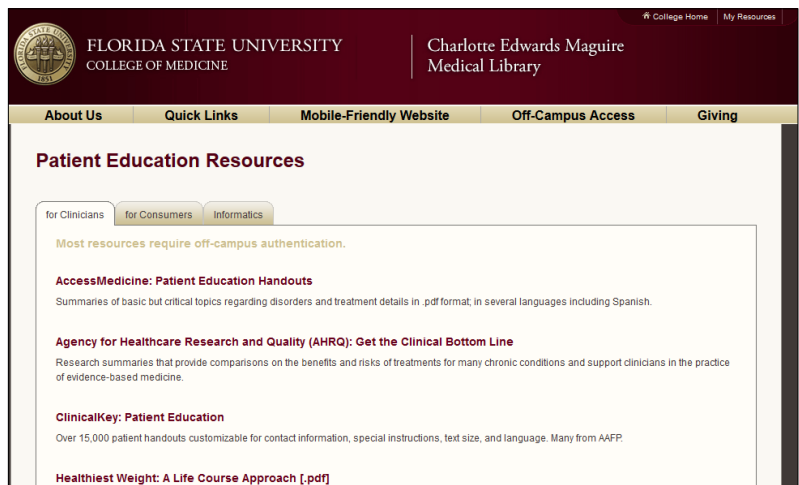 College Home
My Resources
STATE UNIV
1851
FLORIDA STATE UNIVERSITY
COLLEGE OF MEDICINE
Charlotte Edwards Maguire
Medical Library
About Us
Quick Links
Mobile-Friendly Website
Off-Campus Access
Giving
Patient Education Resources
for Clinicians
for Consumers
Informatics
Most resources require off-campus authentication.
AccessMedicine: Patient Education Handouts
Summaries of basic but critical topics regarding disorders and treatment details in .pdf format; in several languages including Spanish.
Agency for Healthcare Research and Quality (AHRQ): Get the Clinical Bottom Line
Research summaries that provide comparisons on the benefits and risks of treatments for many chronic conditions and support clinicians in the practice
of evidence-based medicine.
ClinicalKey: Patient Education
Over 15,000 patient handouts customizable for contact information, special instructions, text size, and language. Many from AAFP.
Healthiest Weight: A Life Course Approach [.pdf]